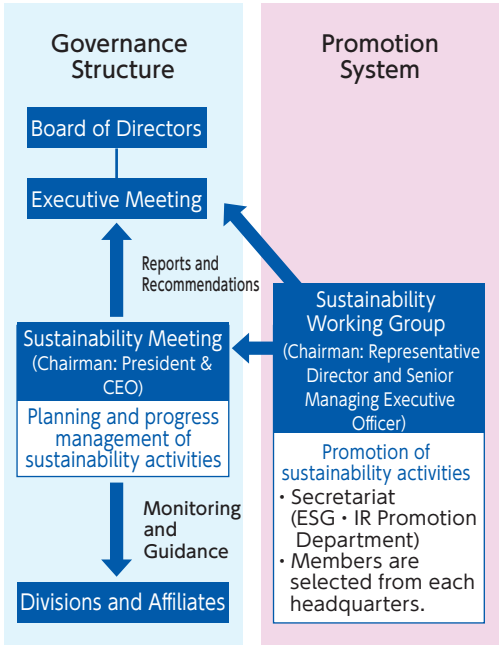 Governance
Structure
Board of Directors
Executive Meeting
Reports and
Recommendations
Sustainability Meeting
(Chairman: President &
CEO)
Planning and progress
management of
sustainability activities
Monitoring
and
Guidance
Divisions and Affiliates
Promotion
System
Sustainability
Working Group
(Chairman: Representative
Director and Senior
Managing Executive
Officer)
Promotion of
sustainability activities
・Secretariat
(ESG・IR Promotion
Department)
・Members are
selected from each
headquarters.